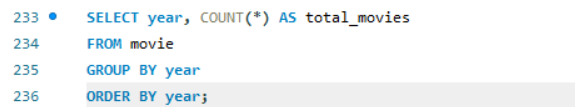 233 SELECT year, COUNT(*) AS total_movies
234 FROM movie
235 GROUP BY year
236 ORDER BY year;